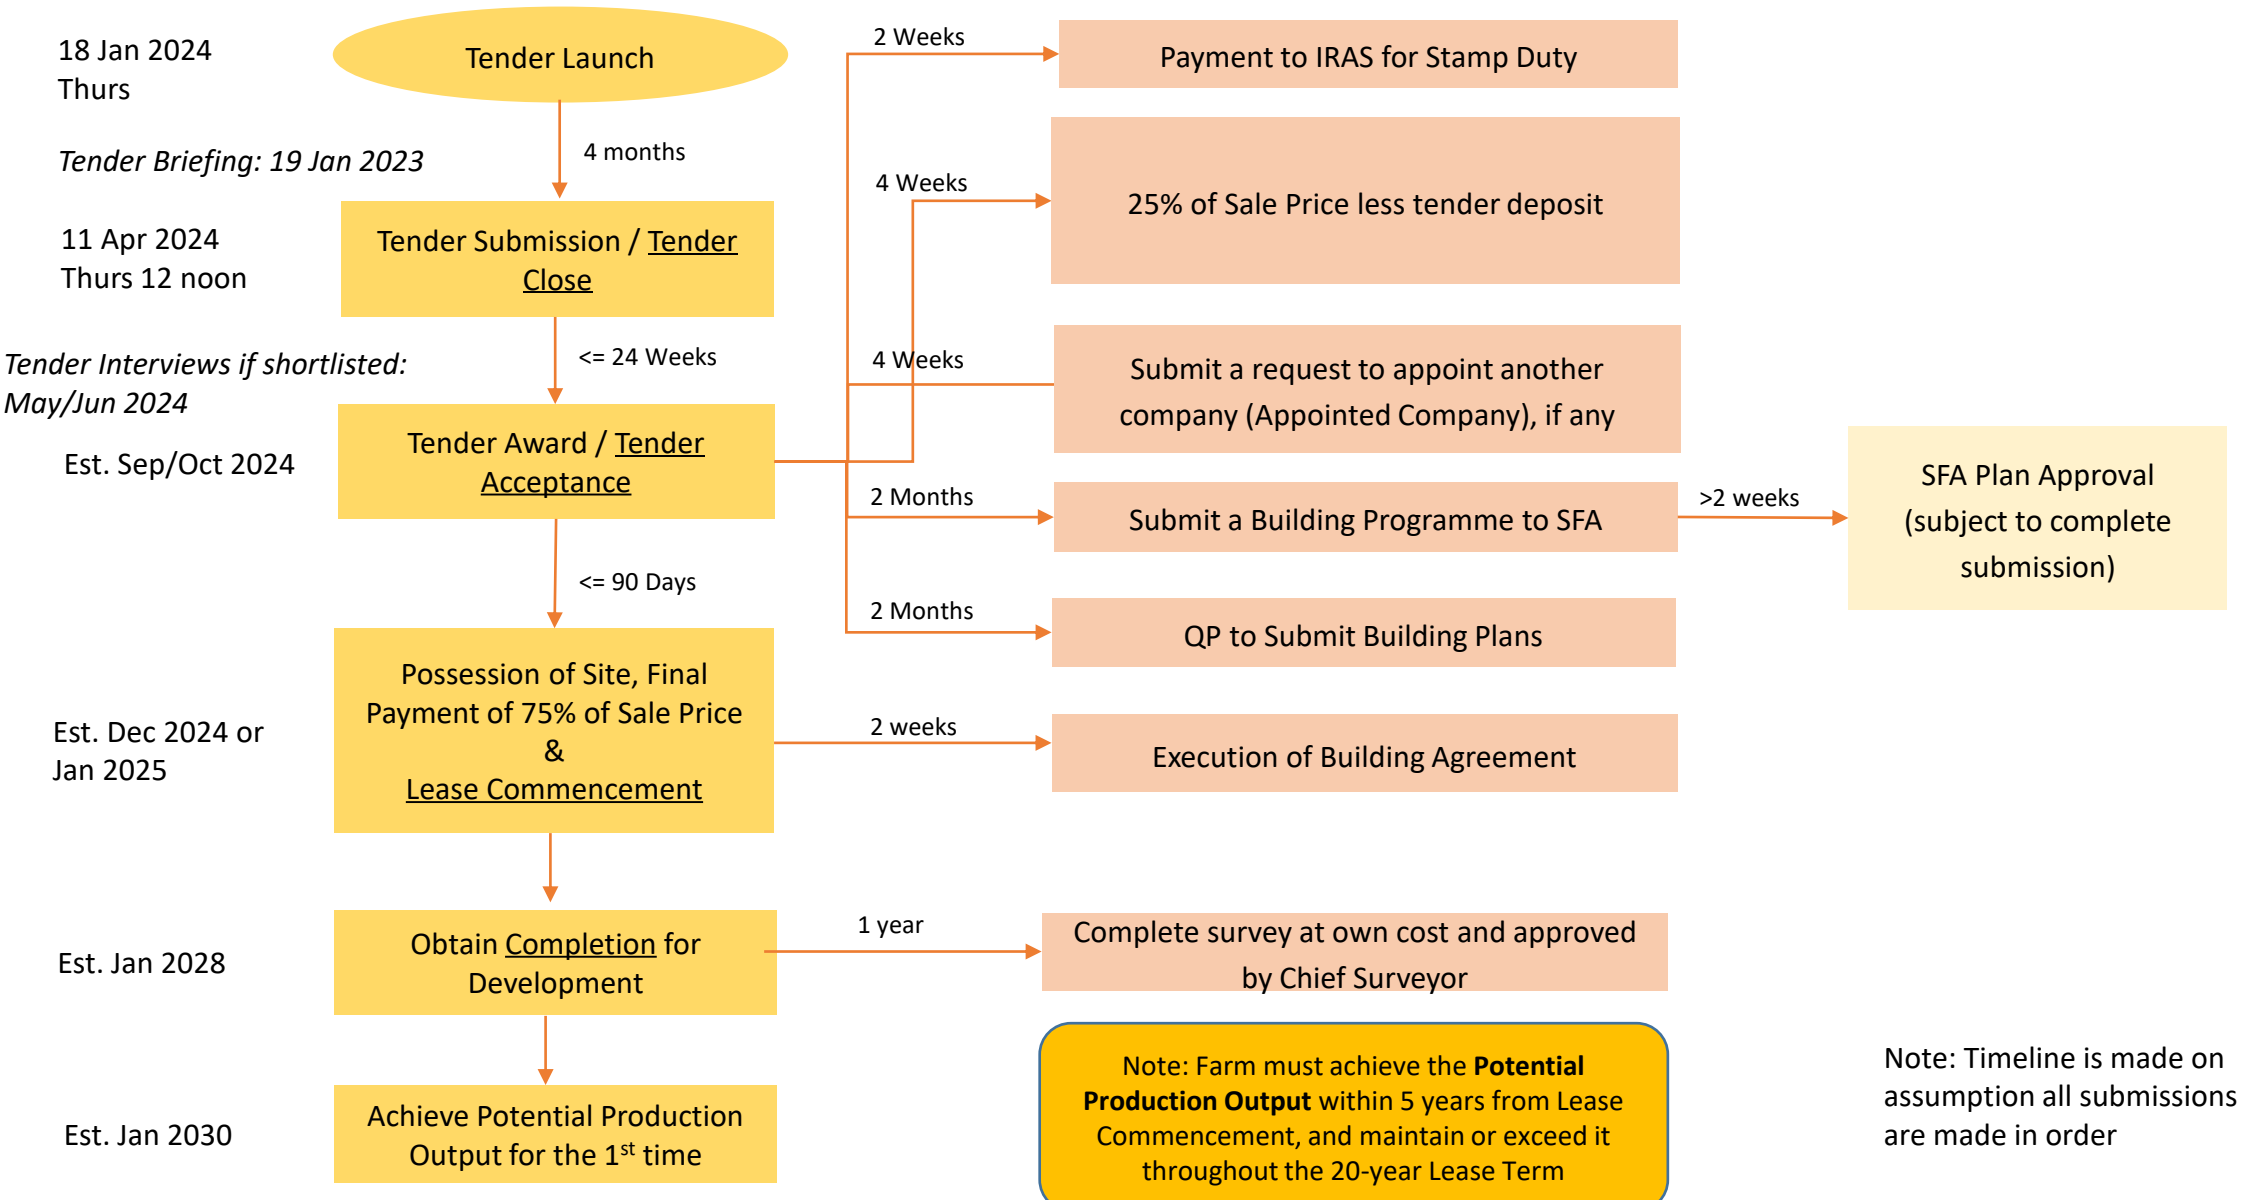 18 Jan 2024
Thurs
Tender Launch
2 Weeks
Payment to IRAS for Stamp Duty
Tender Briefing: 19 Jan 2023
4 months
4 Weeks
25% of Sale Price less tender deposit
11 Apr 2024
Thurs 12 noon
Tender Submission / Tender
Close
Tender Interviews if shortlisted:
May/Jun 2024
<= 24 Weeks
4 Weeks
Submit a request to appoint another
company (Appointed Company), if any
Est. Sep/Oct 2024
Tender Award / Tender
Acceptance
2 Months
Submit a Building Programme to SFA
>2 weeks
SFA Plan Approval
(subject to complete
submission)
<= 90 Days
2 Months
QP to Submit Building Plans
Est. Dec 2024 or
Jan 2025
Possession of Site, Final
Payment of 75% of Sale Price
&
Lease Commencement
2 weeks
Execution of Building Agreement
Est. Jan 2028
Obtain Completion for
Development
1 year
Complete survey at own cost and approved
by Chief Surveyor
Est. Jan 2030
Achieve Potential Production
Output for the 1st time
Note: Farm must achieve the Potential
Production Output within 5 years from Lease
Commencement, and maintain or exceed it
throughout the 20-year Lease Term
Note: Timeline is made on
assumption all submissions
are made in order